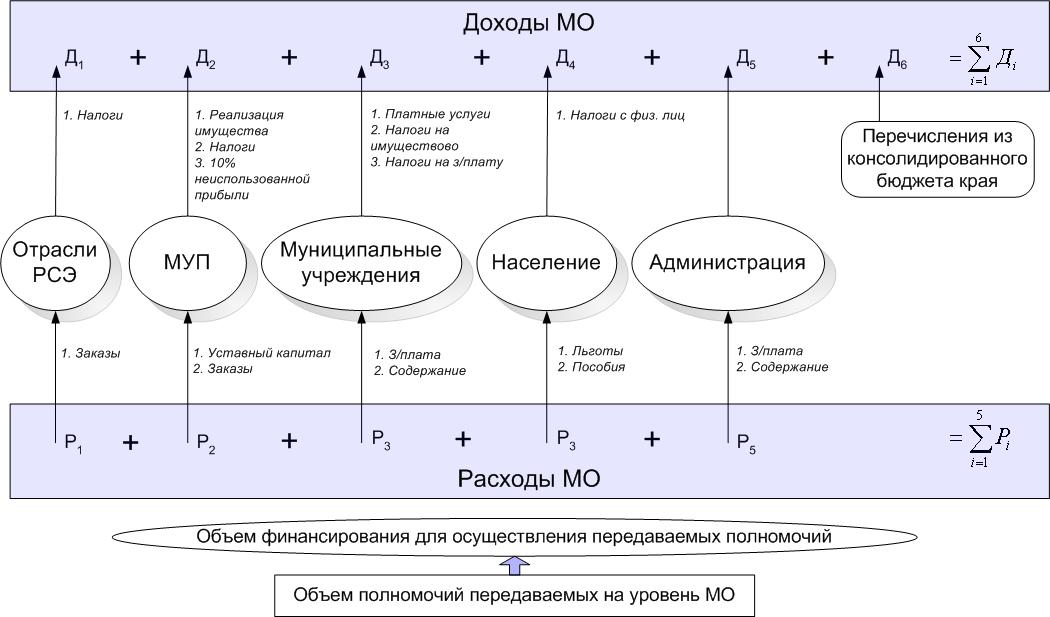 Доходы МО
Д1 + Д2 + Д3 + Д4 + Д5 + Д6 = 6 ∑ i=1 Дi
1. Налоги
1. Реализация
имущества
2. Налоги
3. 10%
неиспользованной
прибыли
1. Платные услуги
2. Налоги на
имуществово
3. Налоги на з/плату
1. Налоги с физ. лиц
Перечисления из
консолидированного
бюджета края
Отрасли
РСЭ
МУП
Муниципальные
учреждения
Население
Администрация
1. Заказы
1. Уставный капитал
2. Заказы
1. З/плата
2. Содержание
1. Льготы
2. Пособия
1. З/плата
2. Содержание
Р1 + Р2 + Р3 + Р3 + Р5 = 5 ∑ i=1 Рi
Расходы МО
Объем финансирования для осуществления передаваемых полномочий
Объем полномочий передаваемых на уровень МО